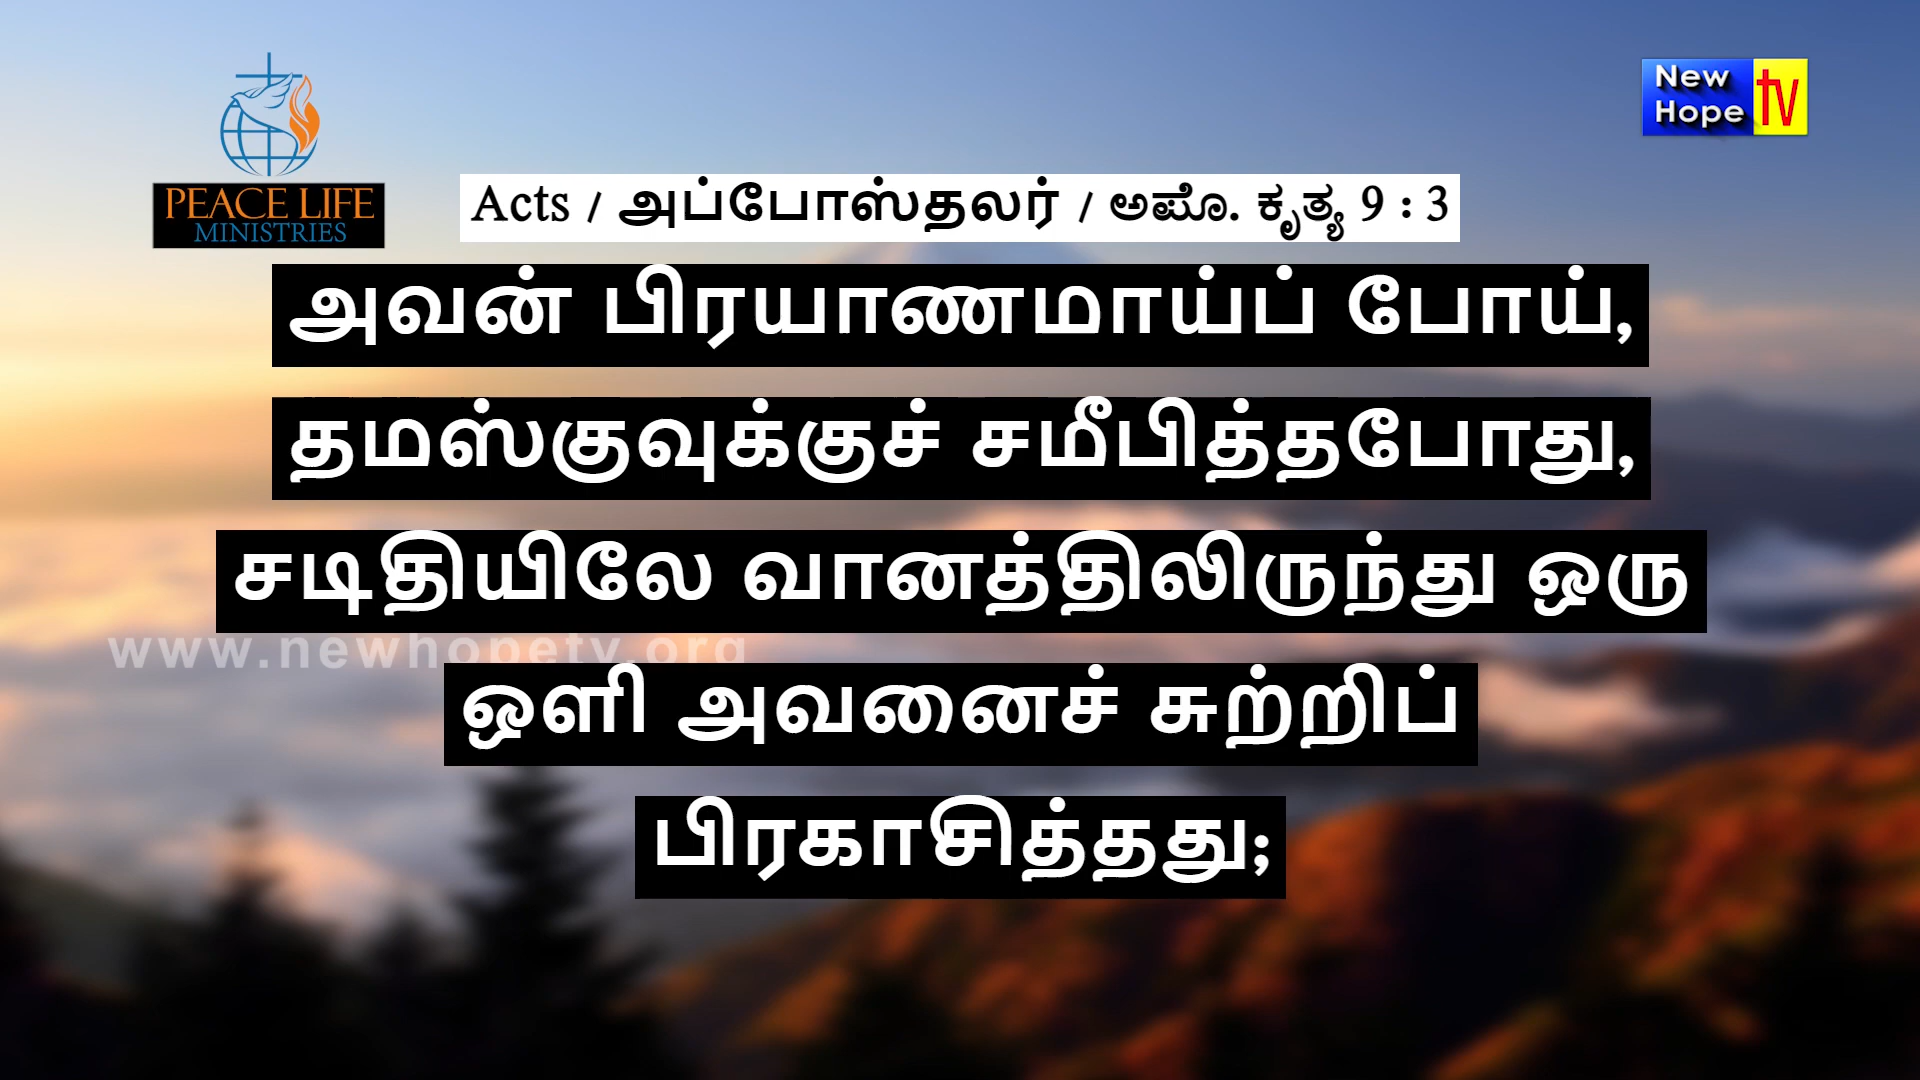 New
Hope
tv
PEACE LIFE
MINISTRIES
Acts / அப்போஸ்தலர் / ಅಪೊ. ಕೃತ್ಯ 9 : 3
அவன் பிரயாணமாய்ப் போய்,
தமஸ்குவுக்குச் சமீபித்தபோது,
சடிதியிலே வானத்திலிருந்து ஒரு
www.newhopetv.org
ஒளி அவனைச் சுற்றிப்
பிரகாசித்தது;